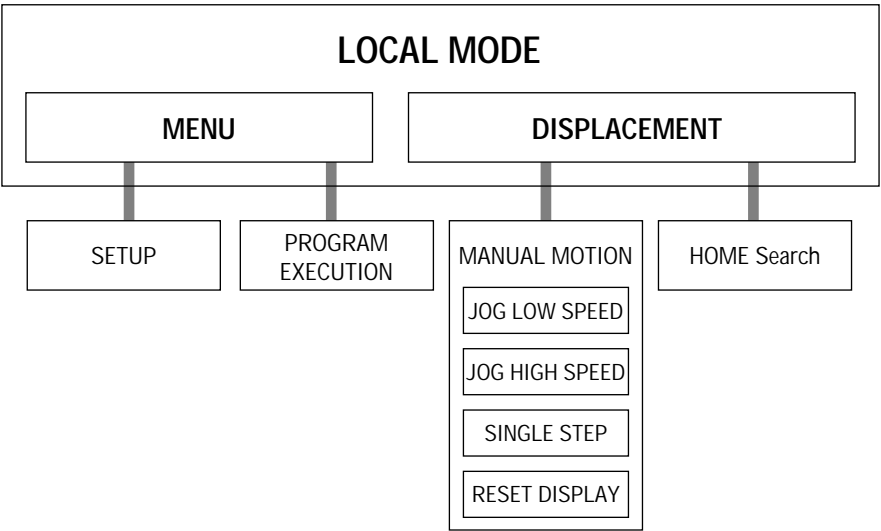 LOCAL MODE
MENU
DISPLACEMENT
SETUP
PROGRAM
EXECUTION
MANUAL MOTION
JOG LOW SPEED
JOG HIGH SPEED
SINGLE STEP
RESET DISPLAY
HOME Search